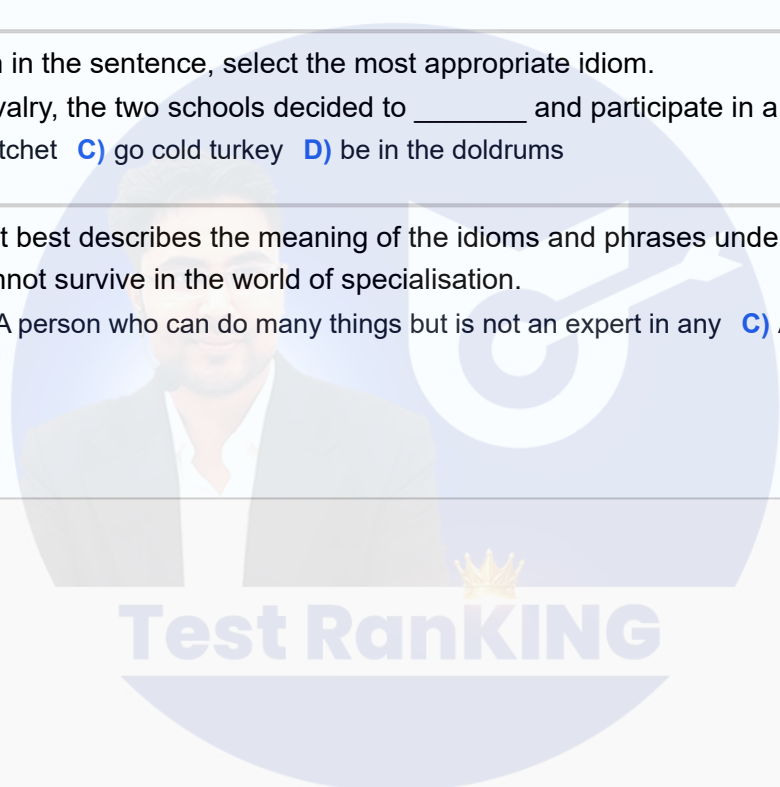 in the sentence, select the most appropriate idiom.
valry, the two schools decided to _______ and participate in a
tchet C) go cold turkey D) be in the doldrums
t best describes the meaning of the idioms and phrases unde
nnot survive in the world of specialisation.
A person who can do many things but is not an expert in any C)
Test RanKING